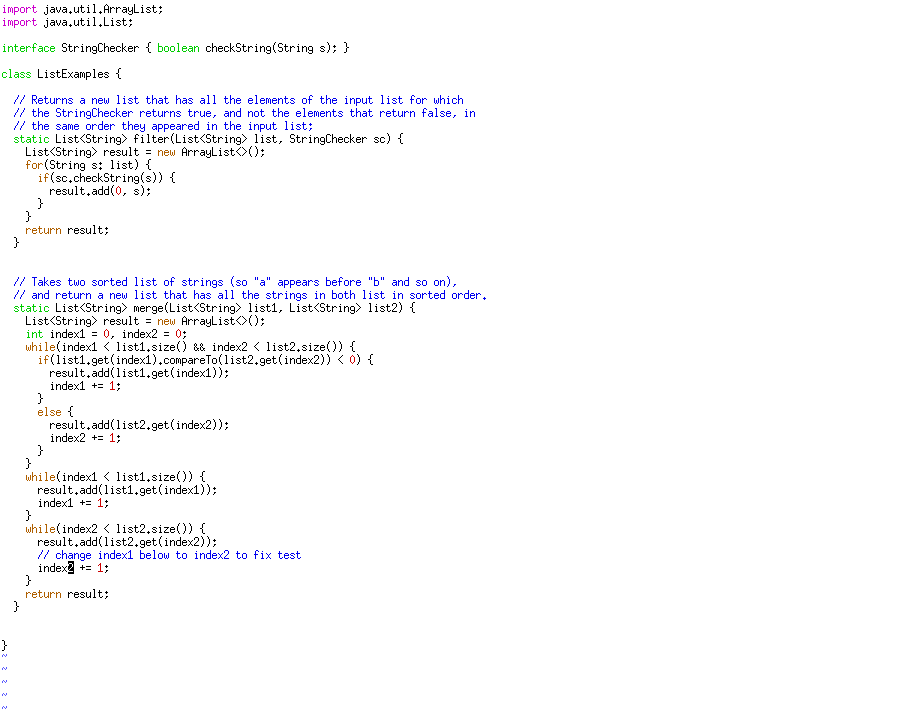 import java.util.ArrayList;
import java.util.List;

interface StringChecker { boolean checkString(String s); }

class ListExamples {

  // Returns a new list that has all the elements of the input list for which
  // the StringChecker returns true, and not the elements that return false, in
  // the same order they appeared in the input list;
  static List<String> filter(List<String> list, StringChecker sc) {
    List<String> result = new ArrayList<>();
    for(String s: list) {
      if(sc.checkString(s)) {
        result.add(0, s);
      }
    }
    return result;
  }


  // Takes two sorted list of strings (so "a" appears before "b" and so on),
  // and return a new list that has all the strings in both list in sorted order.
  static List<String> merge(List<String> list1, List<String> list2) {
    List<String> result = new ArrayList<>();
    int index1 = 0, index2 = 0;
    while(index1 < list1.size() && index2 < list2.size()) {
      if(list1.get(index1).compareTo(list2.get(index2)) < 0) {
        result.add(list1.get(index1));
        index1 += 1;
      }
      else {
        result.add(list2.get(index2));
        index2 += 1;
      }
    }
    while(index1 < list1.size()) {
      result.add(list1.get(index1));
      index1 += 1;
    }
    while(index2 < list2.size()) {
      result.add(list2.get(index2));
      // change index1 below to index2 to fix test
      index2 += 1;
    }
    return result;
  }


}
~
~
~
~
~